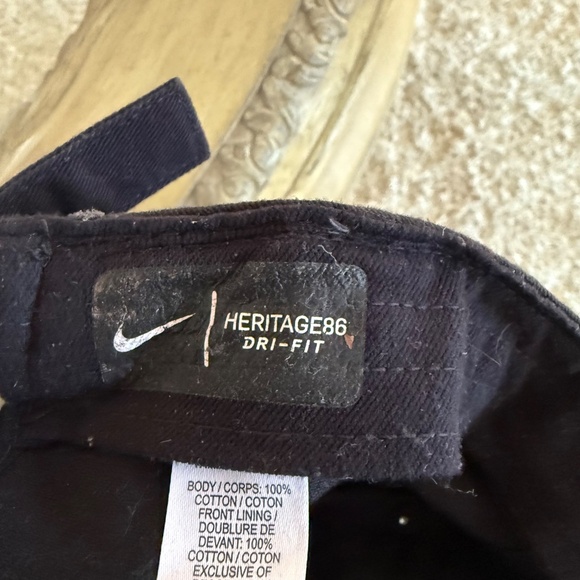 HERITAGE86
DRI-FIT
BODY / CORPS: 100%
COTTON / COTON
FRONT LINING /
DOUBLURE DE
DEVANT: 100%
COTTON / COTON
EXCLUSIVE OF